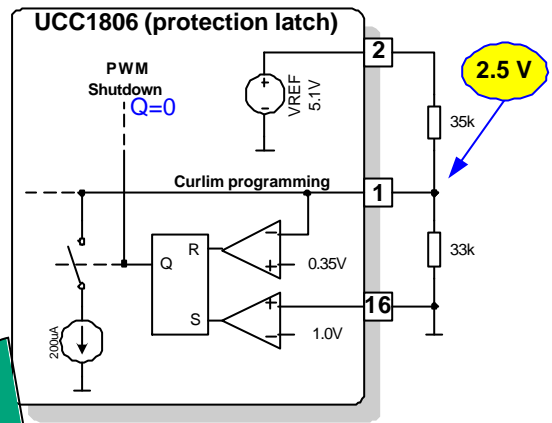 UCC1806 (protection latch)
2
PWM
Shutdown
Q=0
VREF
5.1V
2.5 V
35k
Curlim programming
1
Q
R
S
0.35V
33k
16
1.0V
200uA